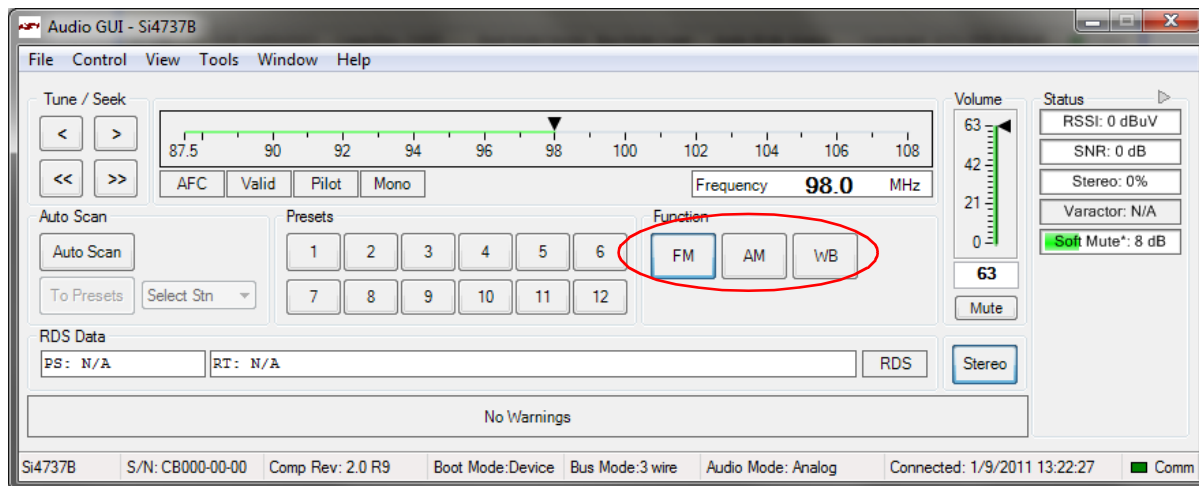 Audio GUI - Si4737B
File Control View Tools Window Help
Tune / Seek
< >
<< >>
87.5 90 92 94 96 98 100 102 104 106 108
AFC Valid Pilot Mono
Frequency 98.0 MHz
Auto Scan
Auto Scan
To Presets Select Stn
Presets
1 2 3 4 5 6
7 8 9 10 11 12
Function
FM AM WB
Volume
63
42
21
0
63
Mute
Stereo
Status
RSSI: 0 dBuV
SNR: 0 dB
Stereo: 0%
Varactor: N/A
Soft Mute*: 8 dB
RDS Data
PS: N/A RT: N/A RDS
No Warnings
Si4737B S/N: CB000-00-00 Comp Rev: 2.0 R9 Boot Mode:Device Bus Mode:3 wire Audio Mode: Analog Connected: 1/9/2011 13:22:27 Comm